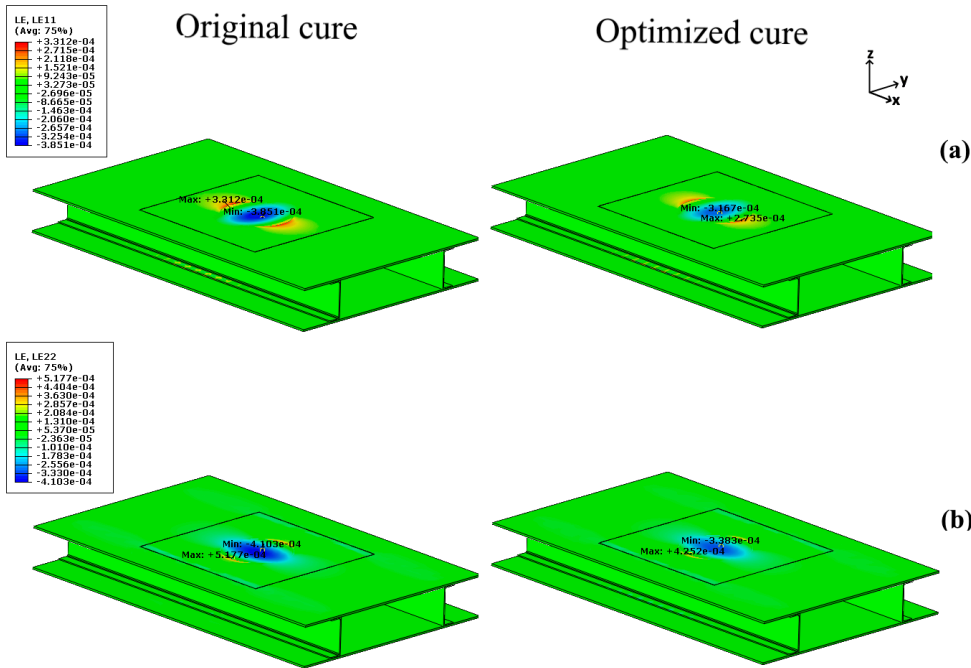 Original cure
Optimized cure
LE, LE11
(Avg: 75%)
+3.312e-04
+2.715e-04
+2.118e-04
+1.521e-04
+9.243e-05
+3.273e-05
-2.696e-05
-8.665e-05
-1.463e-04
-2.060e-04
-2.657e-04
-3.254e-04
-3.851e-04
z
y
x
(a)
Max: +3.312e-04
Min: -3.851e-04
Min: -3.167e-04
Max: +2.735e-04
LE, LE22
(Avg: 75%)
+5.177e-04
+4.404e-04
+3.630e-04
+2.857e-04
+2.084e-04
+1.310e-04
+5.370e-05
-2.363e-05
-1.010e-04
-1.783e-04
-2.556e-04
-3.330e-04
-4.103e-04
(b)
Min: -4.103e-04
Max: +5.177e-04
Min: -3.383e-04
Max: +4.252e-04